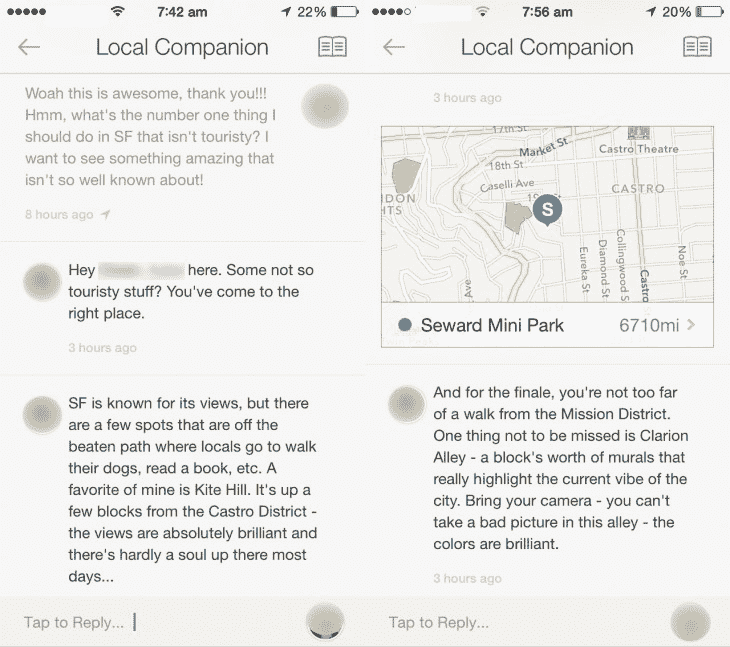 7:42 am
22%
Local Companion
Woah this is awesome, thank you!!!
Hmm, what's the number one thing I
should do in SF that isn't touristy? I
want to see something amazing that
isn't so well known about!
8 hours ago
Hey here. Some not so
touristy stuff? You've come to the
right place.
3 hours ago
SF is known for its views, but there
are a few spots that are off the
beaten path where locals go to walk
their dogs, read a book, etc. A
favorite of mine is Kite Hill. It's up a
few blocks from the Castro District -
the views are absolutely brilliant and
there's hardly a soul up there most
days...
Tap to Reply...
7:56 am
20%
Local Companion
3 hours ago
17th St
Market St
Castro Theatre
18th St
Caselli Ave
CASTRO
19
IDON
HTS
S
Eureka St
Diamond St
Collingwood S
Castro
Noe St
Ave
Seward Mini Park
6710mi
And for the finale, you're not too far
of a walk from the Mission District.
One thing not to be missed is Clarion
Alley - a block's worth of murals that
really highlight the current vibe of the
city. Bring your camera - you can't
take a bad picture in this alley - the
colors are brilliant.
3 hours ago
Tap to Reply...